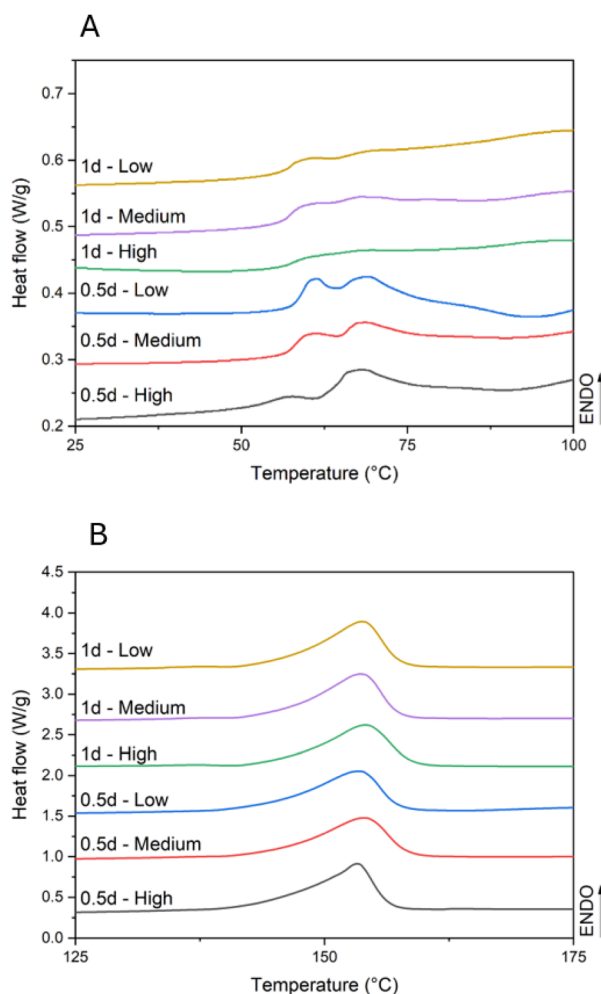 A
0.7
0.6
0.5
0.4
0.3
0.2
Heat flow (W/g)
1d - Low
1d - Medium
1d - High
0.5d - Low
0.5d - Medium
0.5d - High
ENDO
25
50
75
100
Temperature (°C)
B
4.5
4.0
3.5
3.0
2.5
2.0
1.5
1.0
0.5
0.0
Heat flow (W/g)
1d - Low
1d - Medium
1d - High
0.5d - Low
0.5d - Medium
0.5d - High
ENDO
125
150
175
Temperature (°C)